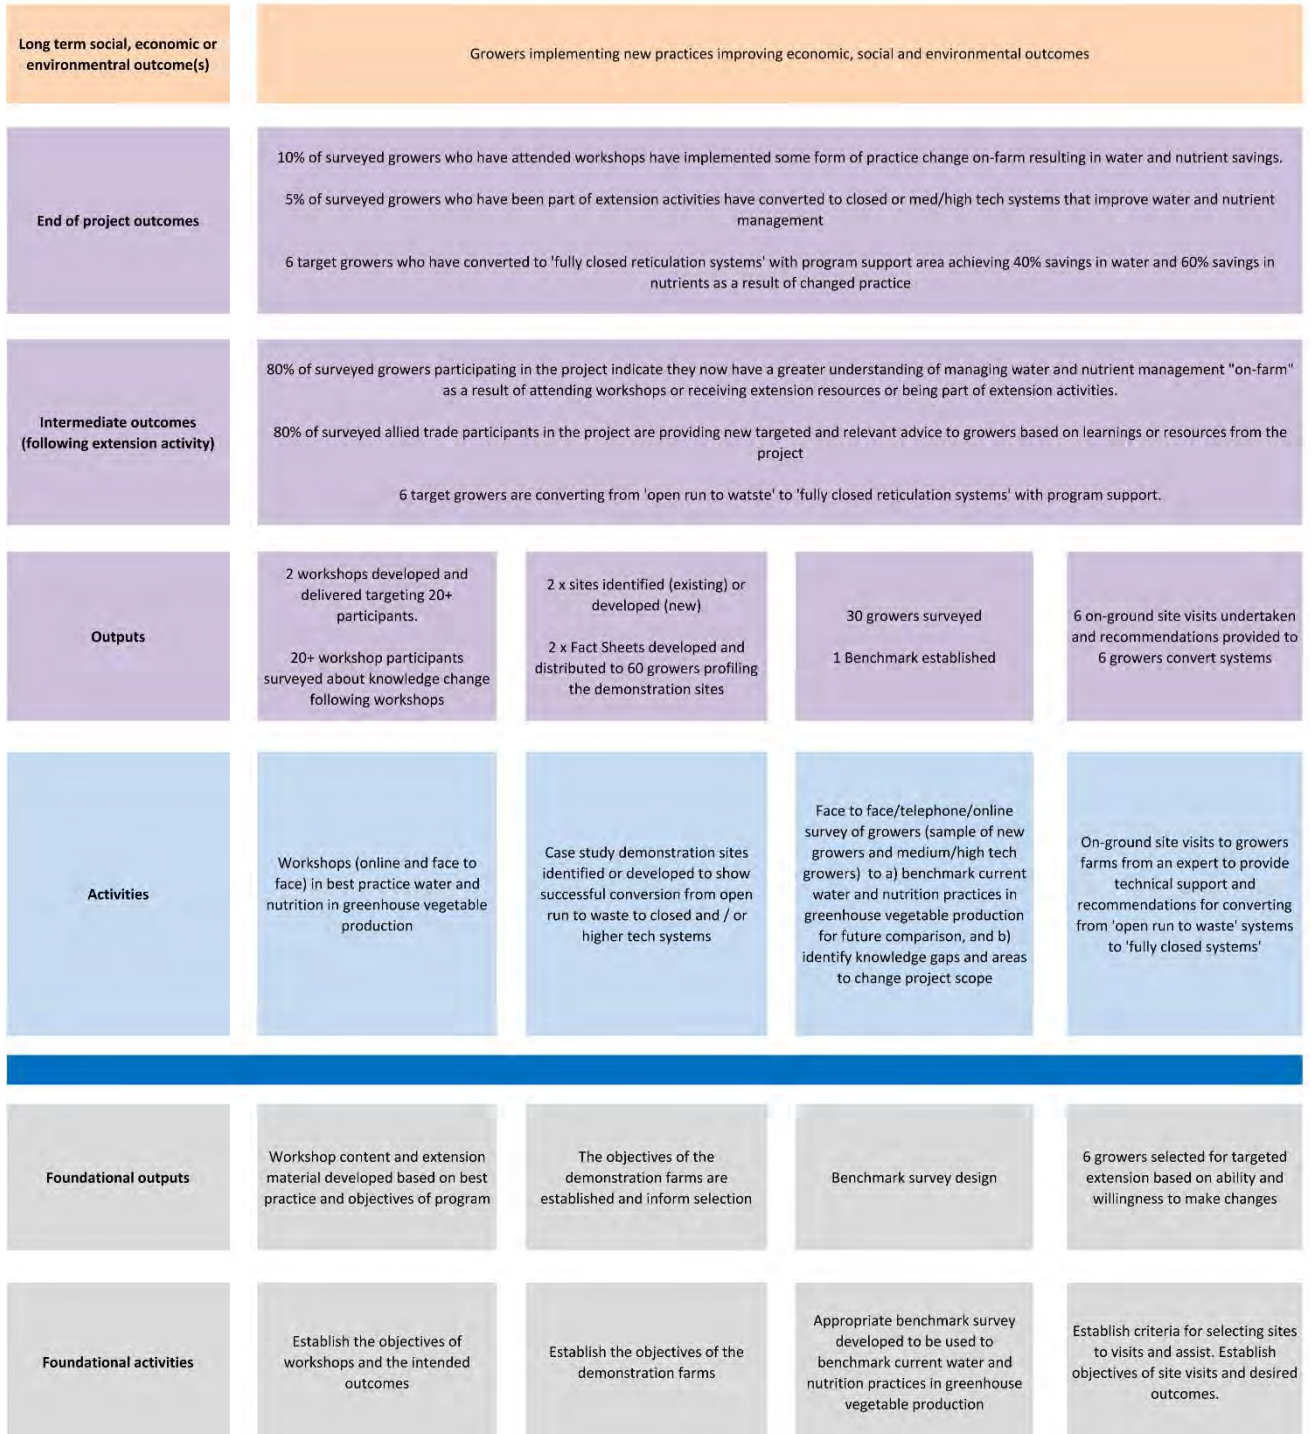 Long term social, economic or
environmentral outcome(s)
Growers implementing new practices improving economic, social and environmental outcomes
End of project outcomes
10% of surveyed growers who have attended workshops have implemented some form of practice change on-farm resulting in water and nutrient savings.
5% of surveyed growers who have been part of extension activities have converted to closed or med/high tech systems that improve water and nutrient
management
6 target growers who have converted to 'fully closed reticulation systems' with program support area achieving 40% savings in water and 60% savings in
nutrients as a result of changed practice
Intermediate outcomes
(following extension activity)
80% of surveyed growers participating in the project indicate they now have a greater understanding of managing water and nutrient management "on-farm"
as a result of attending workshops or receiving extension resources or being part of extension activities.
80% of surveyed allied trade participants in the project are providing new targeted and relevant advice to growers based on learnings or resources from the
project
6 target growers are converting from 'open run to watste' to 'fully closed reticulation systems' with program support.
Outputs
2 workshops developed and
delivered targeting 20+
participants.
20+ workshop participants
surveyed about knowledge change
following workshops
2 x sites identified (existing) or
developed (new)
2 x Fact Sheets developed and
distributed to 60 growers profiling
the demonstration sites
30 growers surveyed
1 Benchmark established
6 on-ground site visits undertaken
and recommendations provided to
6 growers convert systems
Activities
Workshops (online and face to
face) in best practice water and
nutrition in greenhouse vegetable
production
Case study demonstration sites
identified or developed to show
successful conversion from open
run to waste to closed and / or
higher tech systems
Face to face/telephone/online
survey of growers (sample of new
growers and medium/high tech
growers) to a) benchmark current
water and nutrition practices in
greenhouse vegetable production
for future comparison, and b)
identify knowledge gaps and areas
to change project scope
On-ground site visits to growers
farms from an expert to provide
technical support and
recommendations for converting
from 'open run to waste' systems
to 'fully closed systems'
Foundational outputs
Workshop content and extension
material developed based on best
practice and objectives of program
The objectives of the
demonstration farms are
established and inform selection
Benchmark survey design
6 growers selected for targeted
extension based on ability and
willingness to make changes
Foundational activities
Establish the objectives of
workshops and the intended
outcomes
Establish the objectives of the
demonstration farms
Appropriate benchmark survey
developed to be used to
benchmark current water and
nutrition practices in greenhouse
vegetable production
Establish criteria for selecting sites
to visits and assist. Establish
objectives of site visits and desired
outcomes.